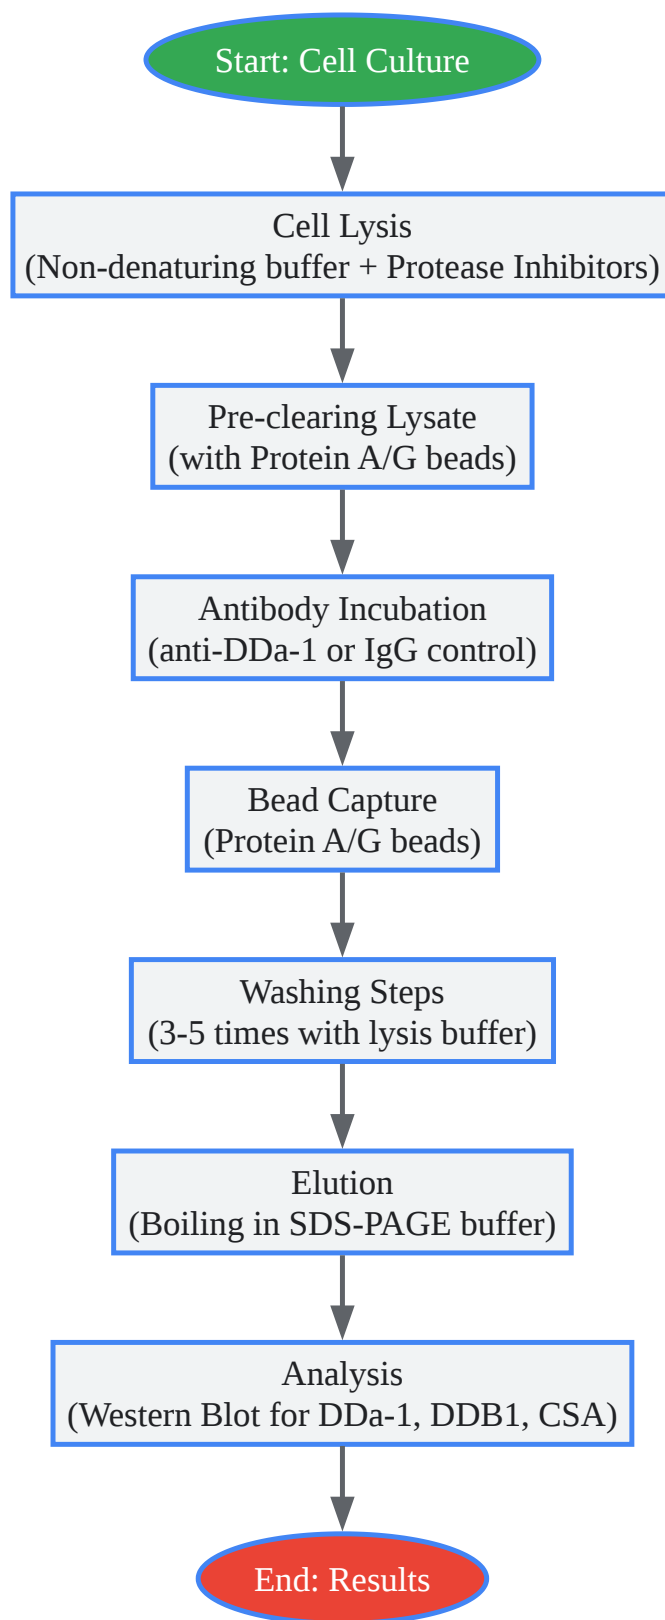 Start: Cell Culture
Cell Lysis
(Non-denaturing buffer + Protease Inhibitors)
Pre-clearing Lysate
(with Protein A/G beads)
Antibody Incubation
(anti-DDa-1 or IgG control)
Bead Capture
(Protein A/G beads)
Washing Steps
(3-5 times with lysis buffer)
Elution
(Boiling in SDS-PAGE buffer)
Analysis
(Western Blot for DDa-1, DDB1, CSA)
End: Results